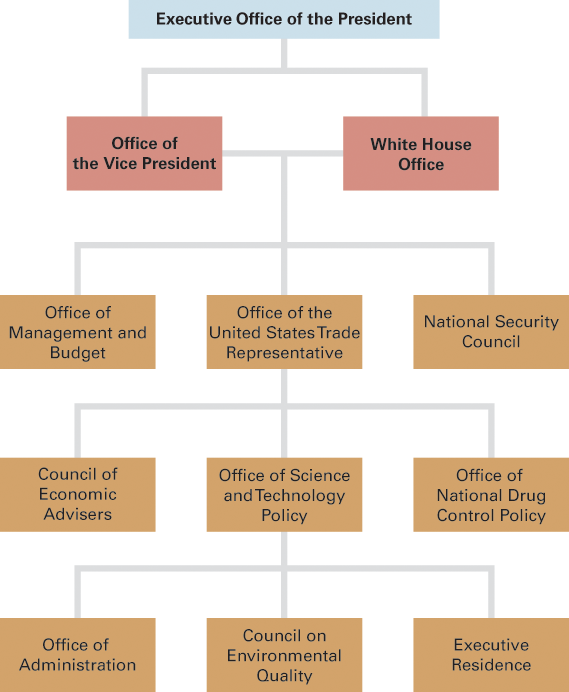 Executive Office of the President
Office of
the Vice President
White House
Office
Office of
Management and
Budget
Office of the
United States Trade
Representative
National Security
Council
Council of
Economic
Advisers
Office of Science
and Technology
Policy
Office of
National Drug
Control Policy
Office of
Administration
Council on
Environmental
Quality
Executive
Residence